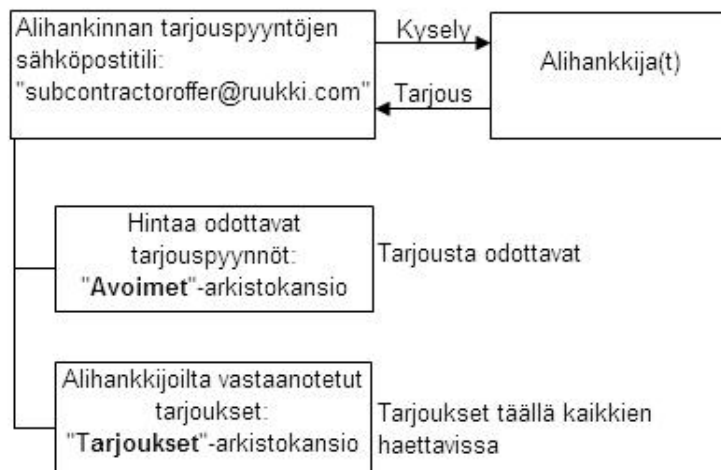 Alihankinnan tarjouspyyntöjen
sähköpostitili:
"subcontractoroffer@ruukki.com"
Kysely
Tarjous
Alihankkija(t)
Hintaa odottavat
tarjouspyynnöt:
"Avoimet"-arkistokansio
Tarjousta odottavat
Alihankkijoilta vastaanotetut
tarjoukset:
"Tarjoukset"-arkistokansio
Tarjoukset täällä kaikkien
haettavissa